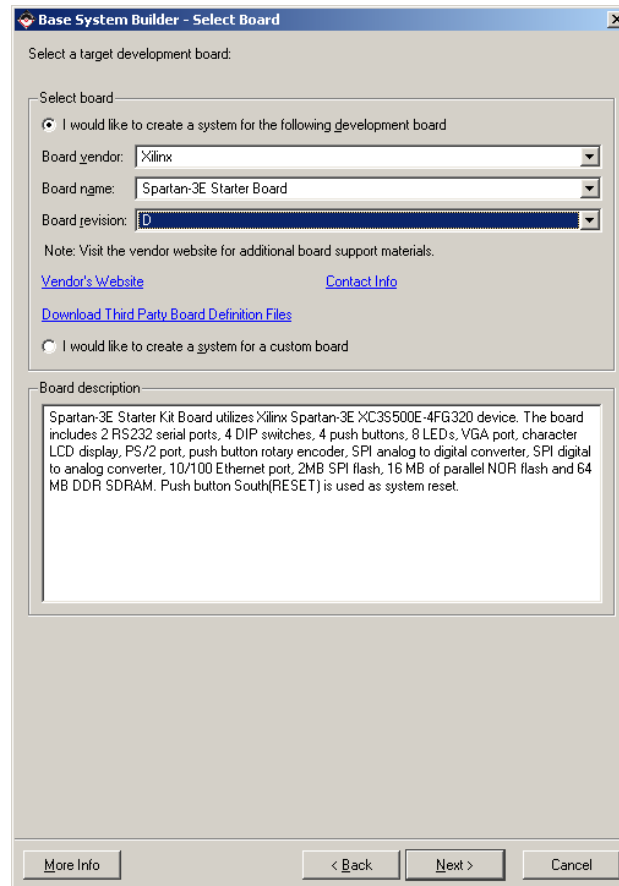 Base System Builder - Select Board
Select a target development board:
Select board
I would like to create a system for the following development board
Board vendor: Xilinx
Board name: Spartan-3E Starter Board
Board revision: D
Note: Visit the vendor website for additional board support materials.
Vendor's Website Contact Info
Download Third Party Board Definition Files
I would like to create a system for a custom board
Board description
Spartan-3E Starter Kit Board utilizes Xilinx Spartan-3E XC3S500E-4FG320 device. The board
includes 2 RS232 serial ports, 4 DIP switches, 4 push buttons, 8 LEDs, VGA port, character
LCD display, PS/2 port, push button rotary encoder, SPI analog to digital converter, SPI digital
to analog converter, 10/100 Ethernet port, 2MB SPI flash, 16 MB of parallel NOR flash and 64
MB DDR SDRAM. Push button South(RESET) is used as system reset.
More Info < Back Next > Cancel